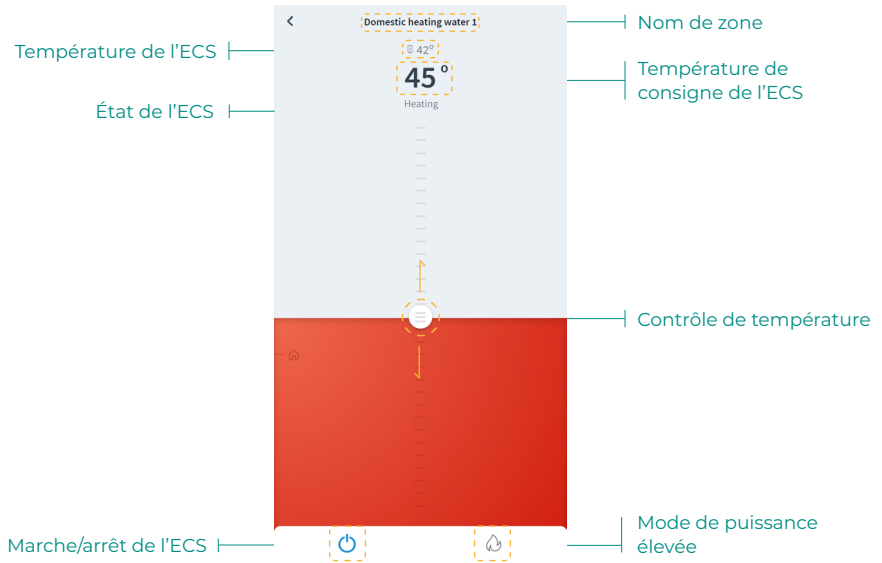 Domestic heating water 1
Nom de zone
Température de l’ECS
42°
45°
Température de
consigne de l’ECS
État de l’ECS
Heating
Contrôle de température
Marche/arrêt de l’ECS
Mode de puissance
élevée